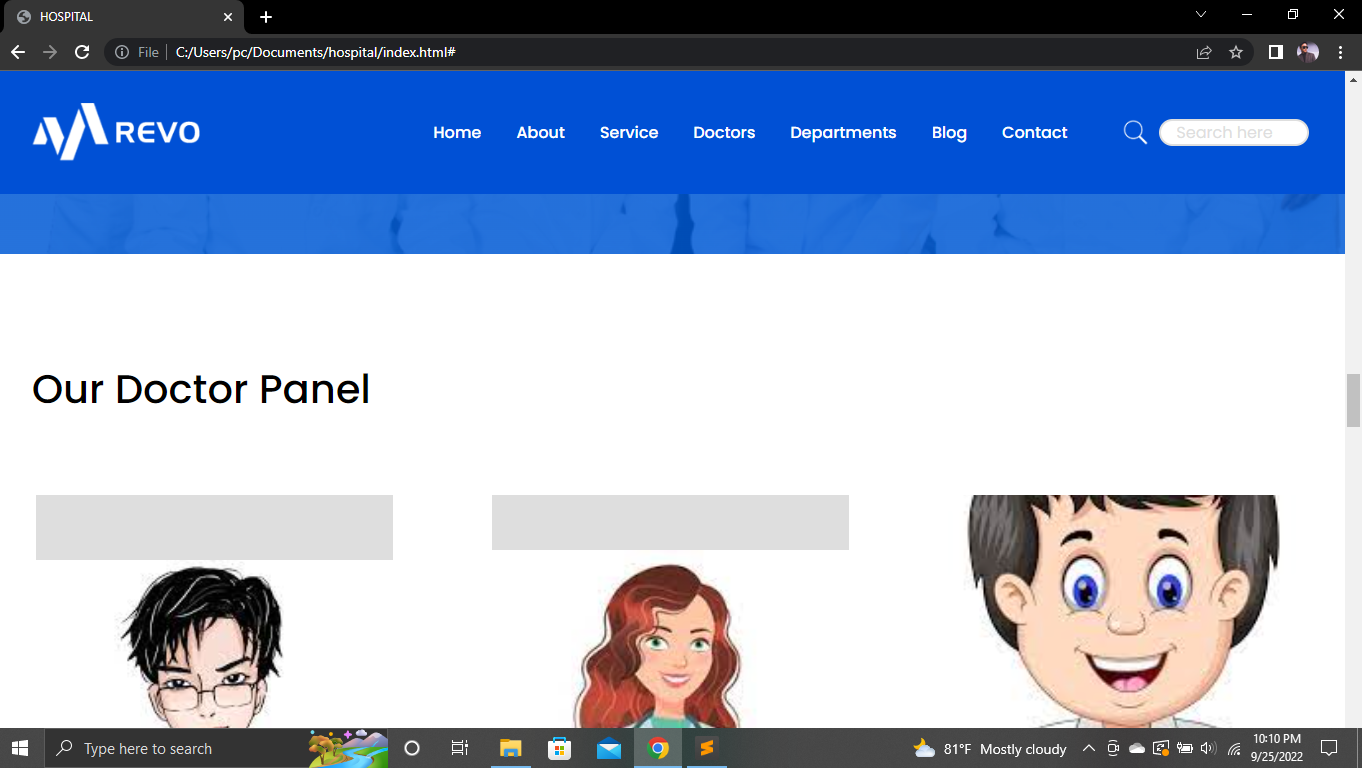 HOSPITAL
File
C:/Users/pc/Documents/hospital/index.html#
REVO
Home About Service Doctors Departments Blog Contact
Search here
Our Doctor Panel
Type here to search
81°F Mostly cloudy
10:10 PM
9/25/2022